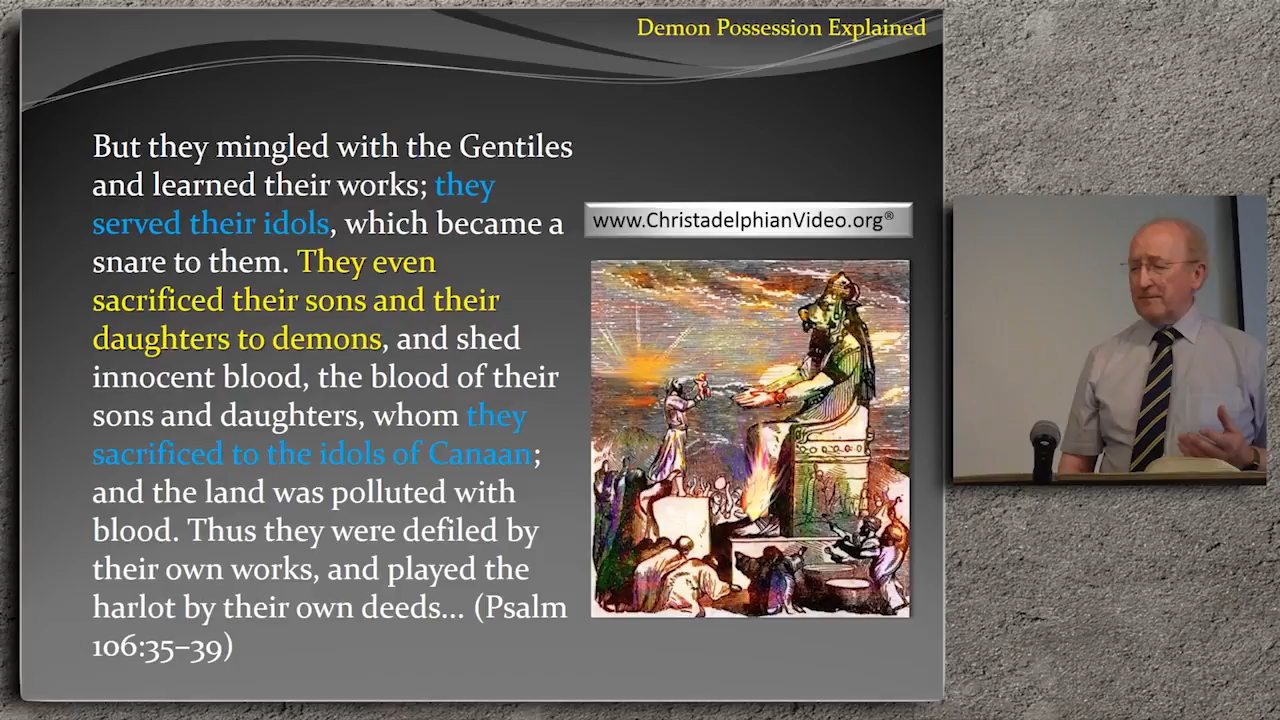 Demon Possession Explained
But they mingled with the Gentiles
and learned their works; they
served their idols, which became a
snare to them. They even
sacrificed their sons and their
daughters to demons, and shed
innocent blood, the blood of their
sons and daughters, whom they
sacrificed to the idols of Canaan;
and the land was polluted with
blood. Thus they were defiled by
their own works, and played the
harlot by their own deeds... (Psalm
106:35–39)
www.ChristadelphianVideo.org®